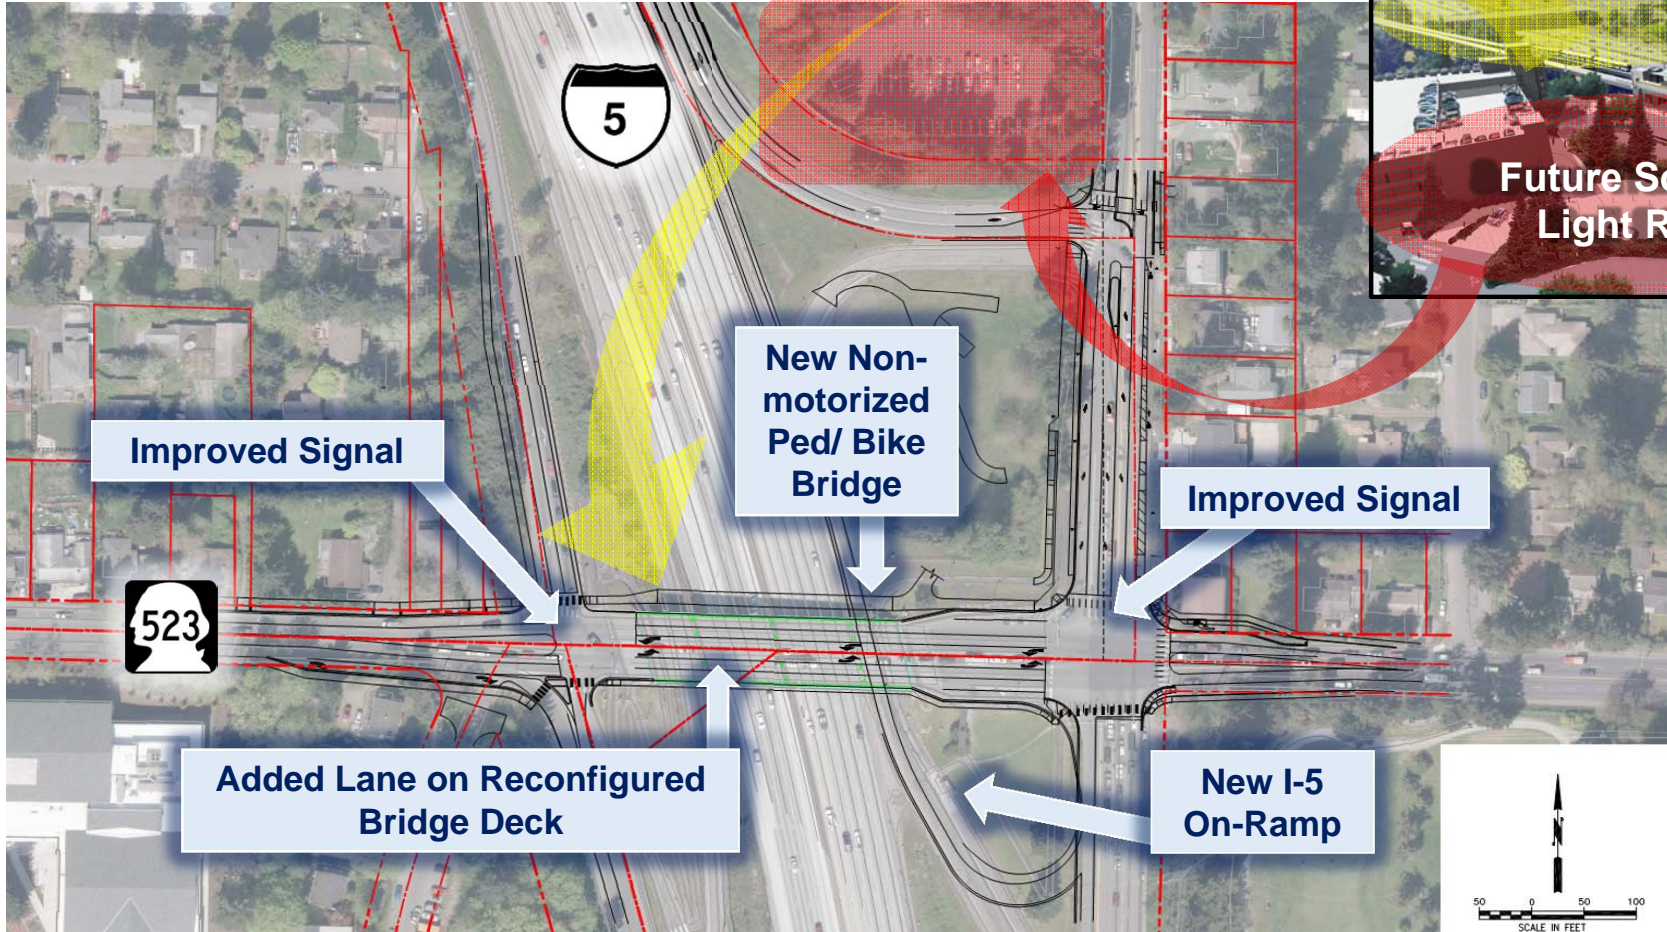 5
Future
Light
New Non-
motorized
Ped/ Bike
Bridge
Improved Signal
Improved Signal
523
Added Lane on Reconfigured
Bridge Deck
New I-5
On-Ramp
N
50 0 50 100
SCALE IN FEET